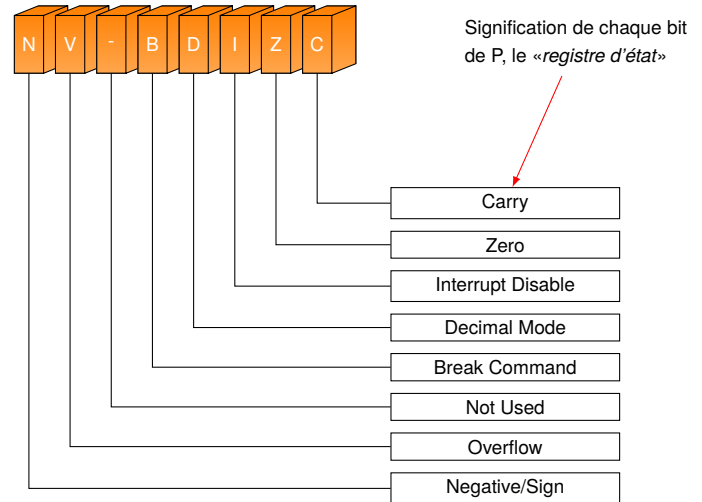 N V - B D I Z C
Signification de chaque bit
de P, le «registre d'état»
Carry
Zero
Interrupt Disable
Decimal Mode
Break Command
Not Used
Overflow
Negative/Sign